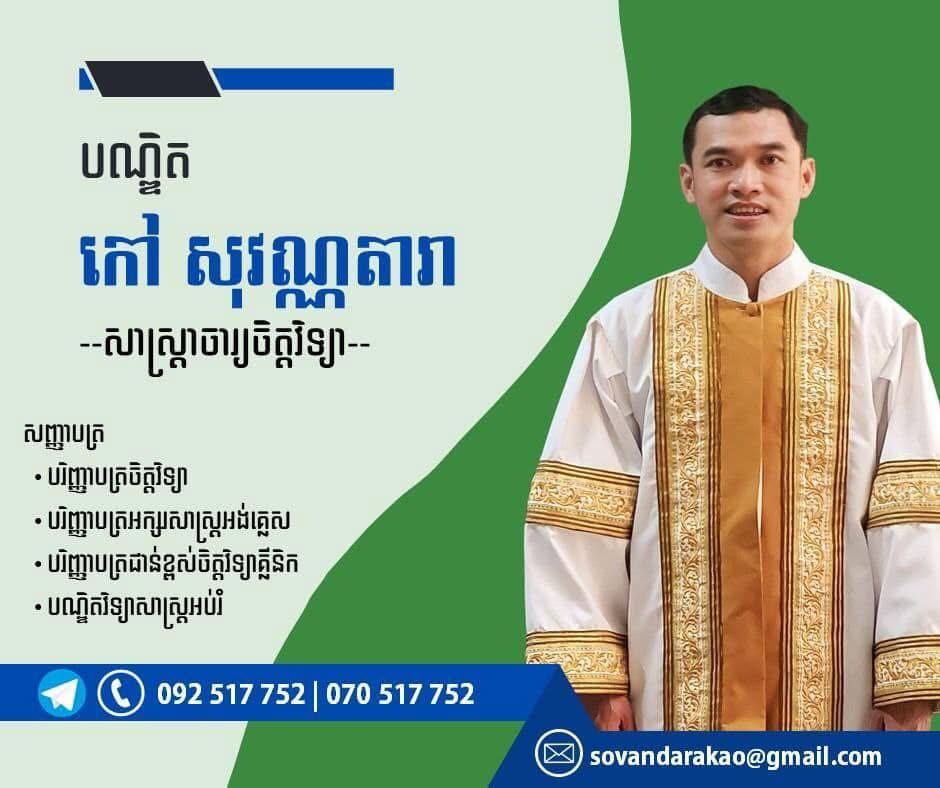 បណ្ឌិត
កៅ សុវណ្ណតារា
--សាស្ត្រាចារ្យចិត្តវិទ្យា--
សញ្ញាបត្រ
• បរិញ្ញាបត្រចិត្តវិទ្យា
• បរិញ្ញាបត្រអក្សរសាស្ត្រអង់គ្លេស
• បរិញ្ញាបត្រជាន់ខ្ពស់ចិត្តវិទ្យាគ្លីនិក
• បណ្ឌិតវិទ្យាសាស្ត្រអប់រំ
092 517 752 | 070 517 752
sovandarakao@gmail.com